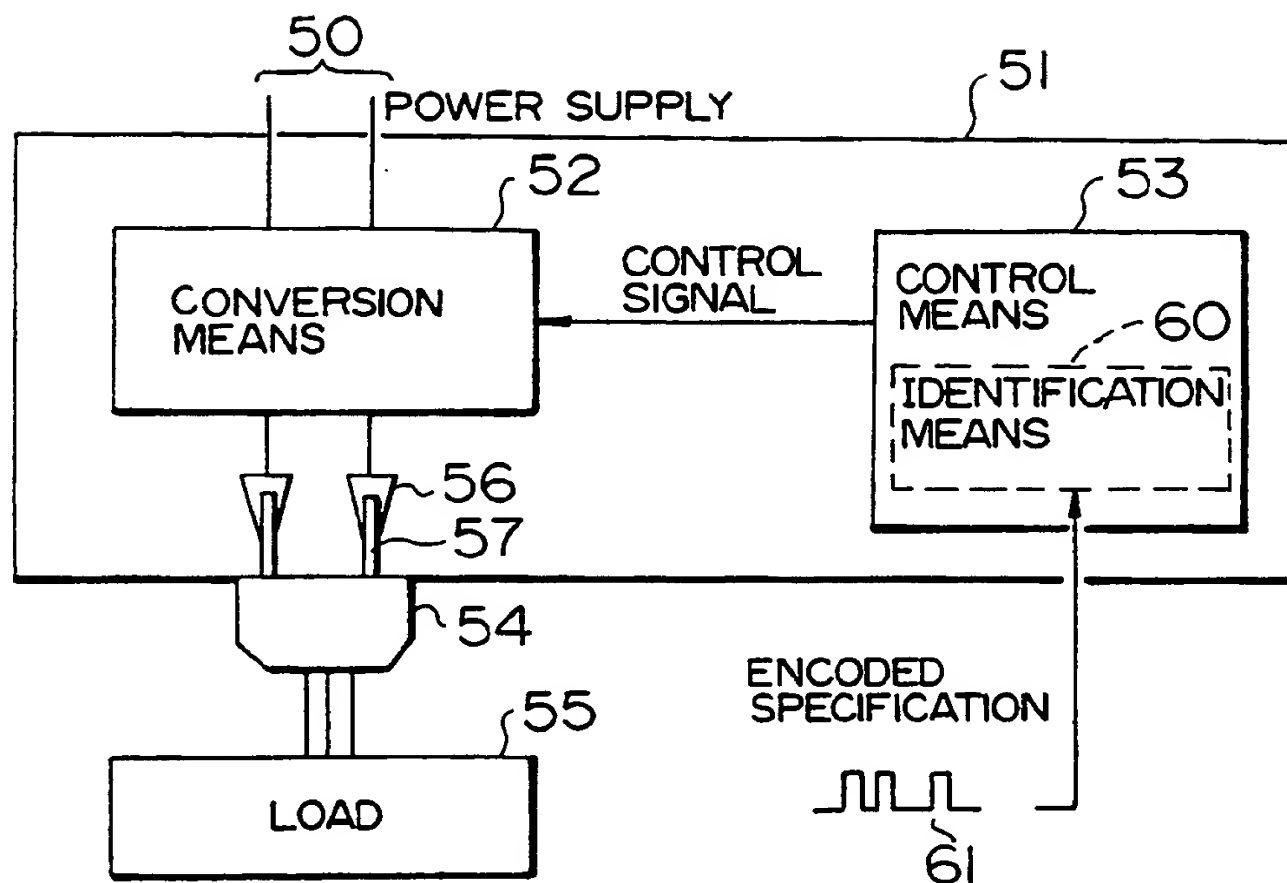 50
POWER SUPPLY
51
52
53
CONVERSION
MEANS
CONTROL
SIGNAL
CONTROL
MEANS
60
IDENTIFICATION
MEANS
56
57
54
ENCODED
SPECIFICATION
55
LOAD
61